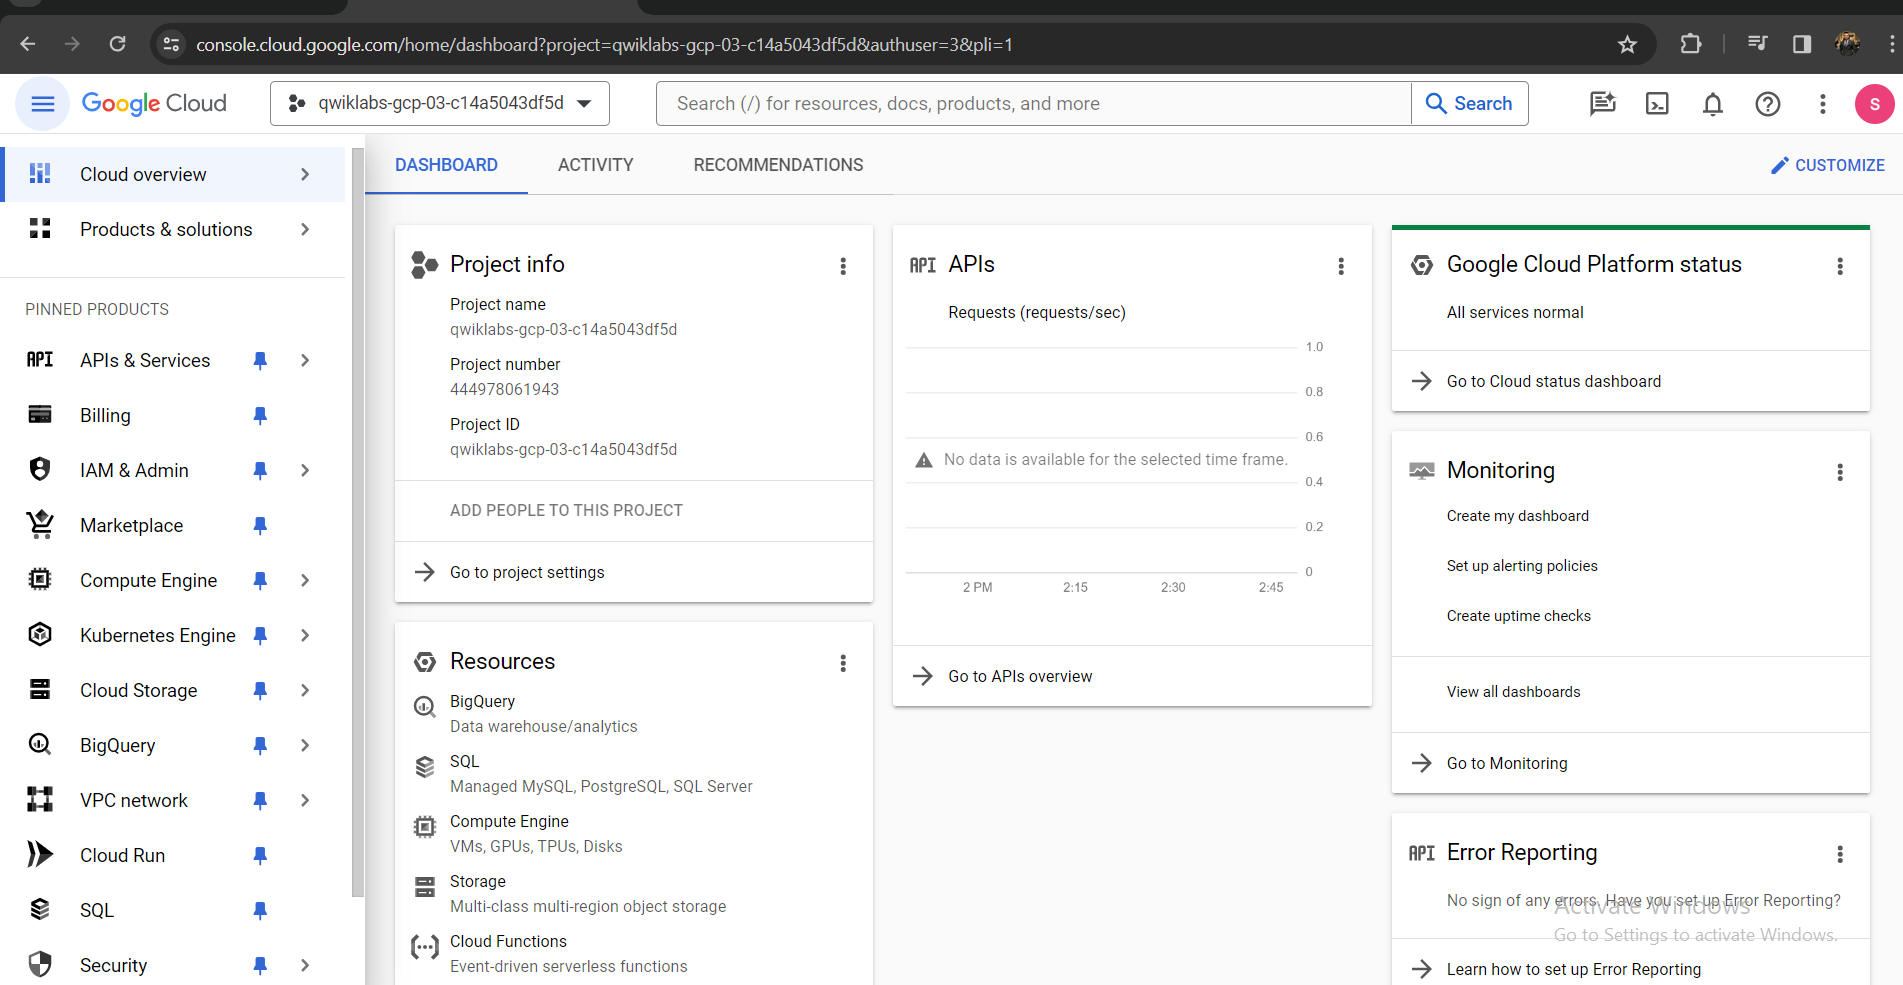 console.cloud.google.com/home/dashboard?project=qwiklabs-gcp-03-c14a5043df5d&authuser=3&pli=1
Google Cloud
qwiklabs-gcp-03-c14a5043df5d
Search (/) for resources, docs, products, and more
Search
S
Cloud overview
Products & solutions
PINNED PRODUCTS
API
APIs & Services
Billing
IAM & Admin
Marketplace
Compute Engine
Kubernetes Engine
Cloud Storage
BigQuery
VPC network
Cloud Run
SQL
Security
DASHBOARD
ACTIVITY
RECOMMENDATIONS
CUSTOMIZE
Project info
Project name
qwiklabs-gcp-03-c14a5043df5d
Project number
444978061943
Project ID
qwiklabs-gcp-03-c14a5043df5d
ADD PEOPLE TO THIS PROJECT
Go to project settings
Resources
BigQuery
Data warehouse/analytics
SQL
Managed MySQL, PostgreSQL, SQL Server
Compute Engine
VMs, GPUs, TPUs, Disks
Storage
Multi-class multi-region object storage
Cloud Functions
Event-driven serverless functions
API
APIs
Requests (requests/sec)
1.0
0.8
0.6
No data is available for the selected time frame.
0.4
0.2
0
2 PM
2:15
2:30
2:45
Go to APIs overview
Google Cloud Platform status
All services normal
Go to Cloud status dashboard
Monitoring
Create my dashboard
Set up alerting policies
Create uptime checks
View all dashboards
Go to Monitoring
API
Error Reporting
No sign of any errors. Have you set up Error Reporting?
Learn how to set up Error Reporting
Activate Windows
Go to Settings to activate Windows.